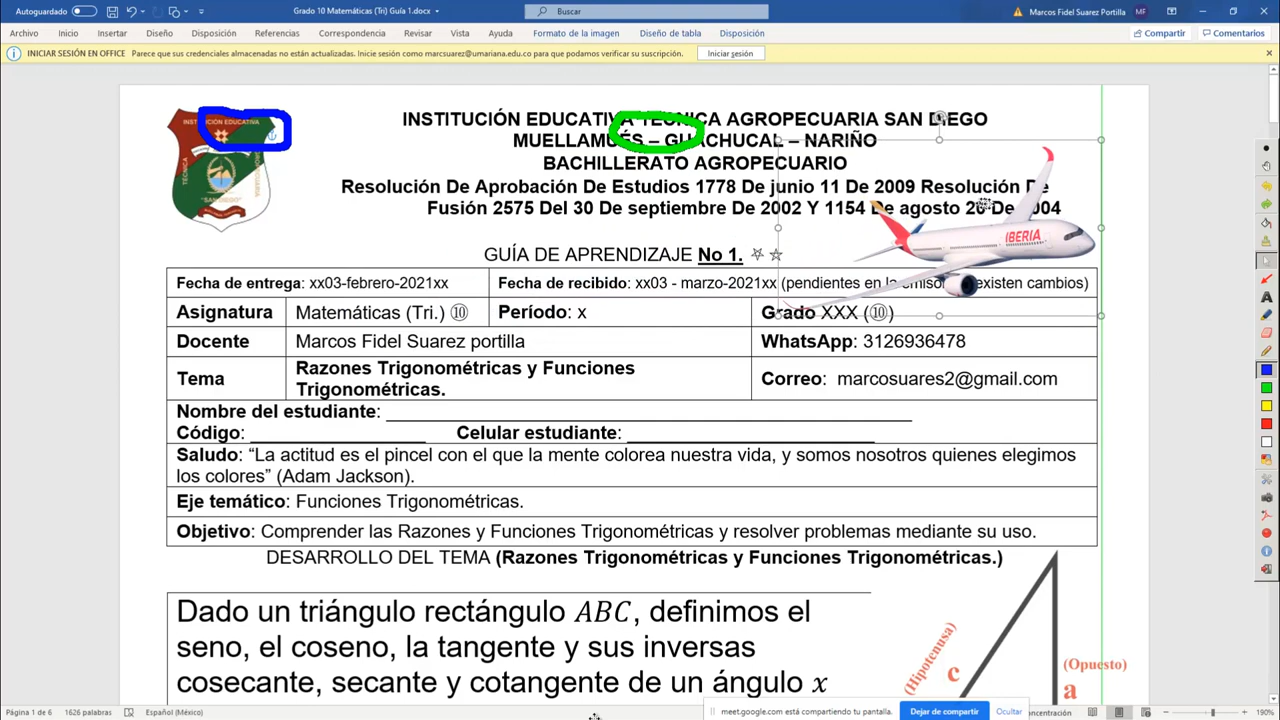 Autoguardado
Grado 10 Matemáticas (Tri) Guía 1.docx
Buscar
Marcos Fidel Suarez Portilla
MF
Archivo Inicio Insertar Diseño Disposición Referencias Correspondencia Revisar Vista Ayuda Formato de la imagen Diseño de tabla Disposición
Compartir
Comentarios
INICIAR SESIÓN EN OFFICE Parece que sus credenciales almacenadas no están actualizadas. Inicie sesión como marcsuarez@umariana.edu.co para que podamos verificar su suscripción.
Iniciar sesión
INSTITUCIÓN EDUCATIVA
TÉCNICA
AGROPECUARIA
"SAN DIEGO"
INSTITUCIÓN EDUCATIVA TÉCNICA AGROPECUARIA SAN DIEGO
MUELLAMUÉS – GUACHUCAL – NARIÑO
BACHILLERATO AGROPECUARIO
Resolución De Aprobación De Estudios 1778 De junio 11 De 2009 Resolución De
Fusión 2575 Del 30 De septiembre De 2002 Y 1154 De agosto 26 De 2004
IBERIA
GUÍA DE APRENDIZAJE No 1. ☆ ☆
Fecha de entrega: xx03-febrero-2021xx
Fecha de recibido: xx03 - marzo-2021xx (pendientes en la existen cambios)
Asignatura Matemáticas (Tri.) ⑩ Período: x Grado XXX (⑩)
Docente Marcos Fidel Suarez portilla WhatsApp: 3126936478
Tema Razones Trigonométricas y Funciones
Trigonométricas.
Correo: marcosuares2@gmail.com
Nombre del estudiante:
Código: Celular estudiante:
Saludo: “La actitud es el pincel con el que la mente colorea nuestra vida, y somos nosotros quienes elegimos
los colores” (Adam Jackson).
Eje temático: Funciones Trigonométricas.
Objetivo: Comprender las Razones y Funciones Trigonométricas y resolver problemas mediante su uso.
DESARROLLO DEL TEMA (Razones Trigonométricas y Funciones Trigonométricas.)
Dado un triángulo rectángulo ABC, definimos el
seno, el coseno, la tangente y sus inversas
cosecante, secante y cotangente de un ángulo x
(Hipotenusa)
c
(Opuesto)
a
meet.google.com está compartiendo tu pantalla.
Dejar de compartir
Ocultar
Página 1 de 6 1626 palabras Español (México)
190%